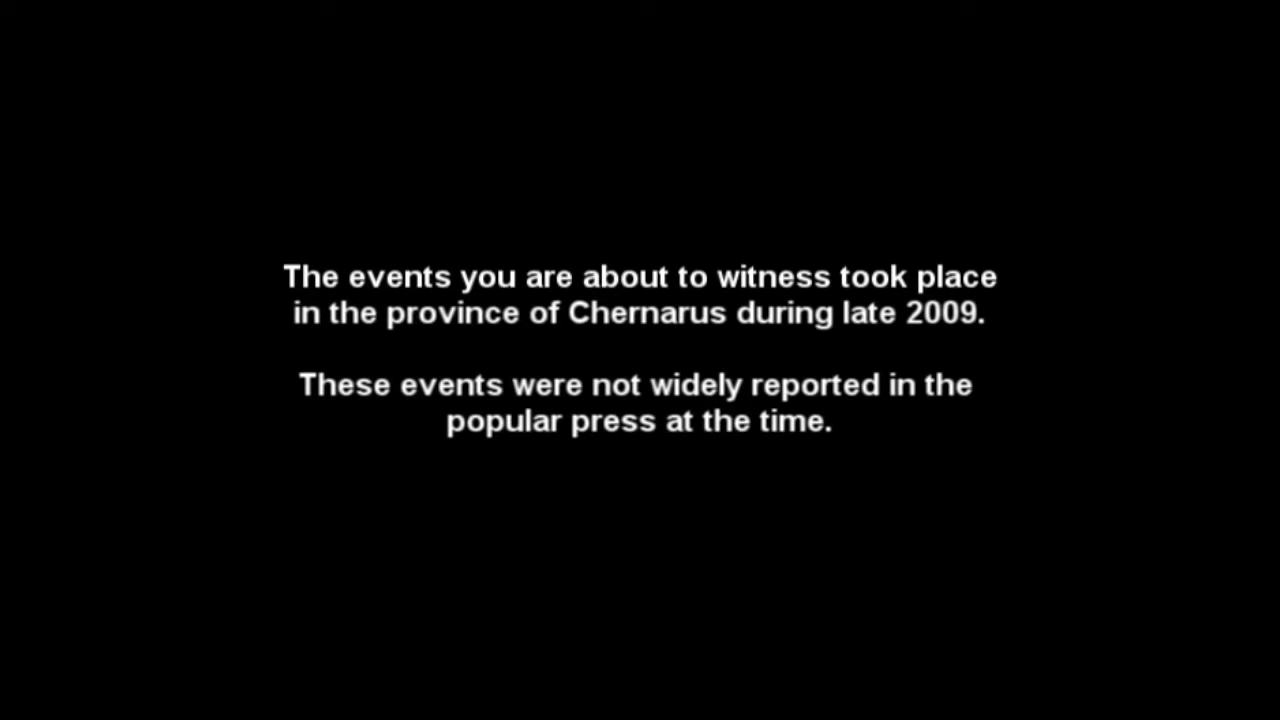 The events you are about to witness took place
in the province of Chernarus during late 2009.
These events were not widely reported in the
popular press at the time.